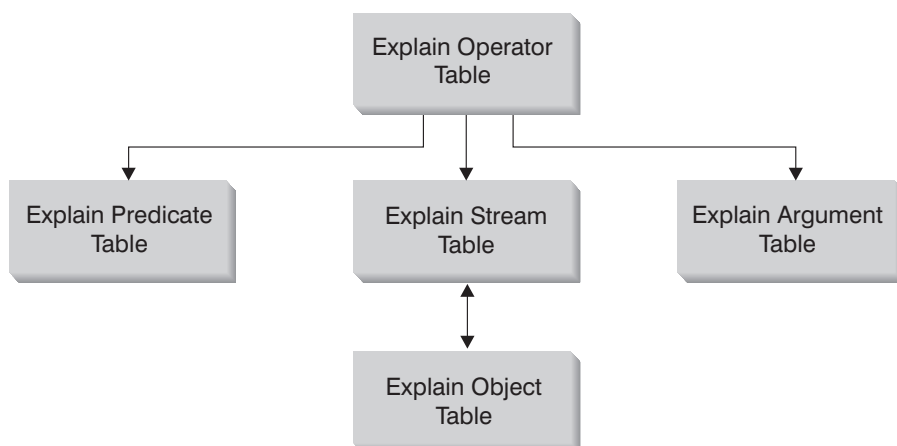 Explain Operator
Table
Explain Predicate
Table
Explain Stream
Table
Explain Argument
Table
Explain Object
Table